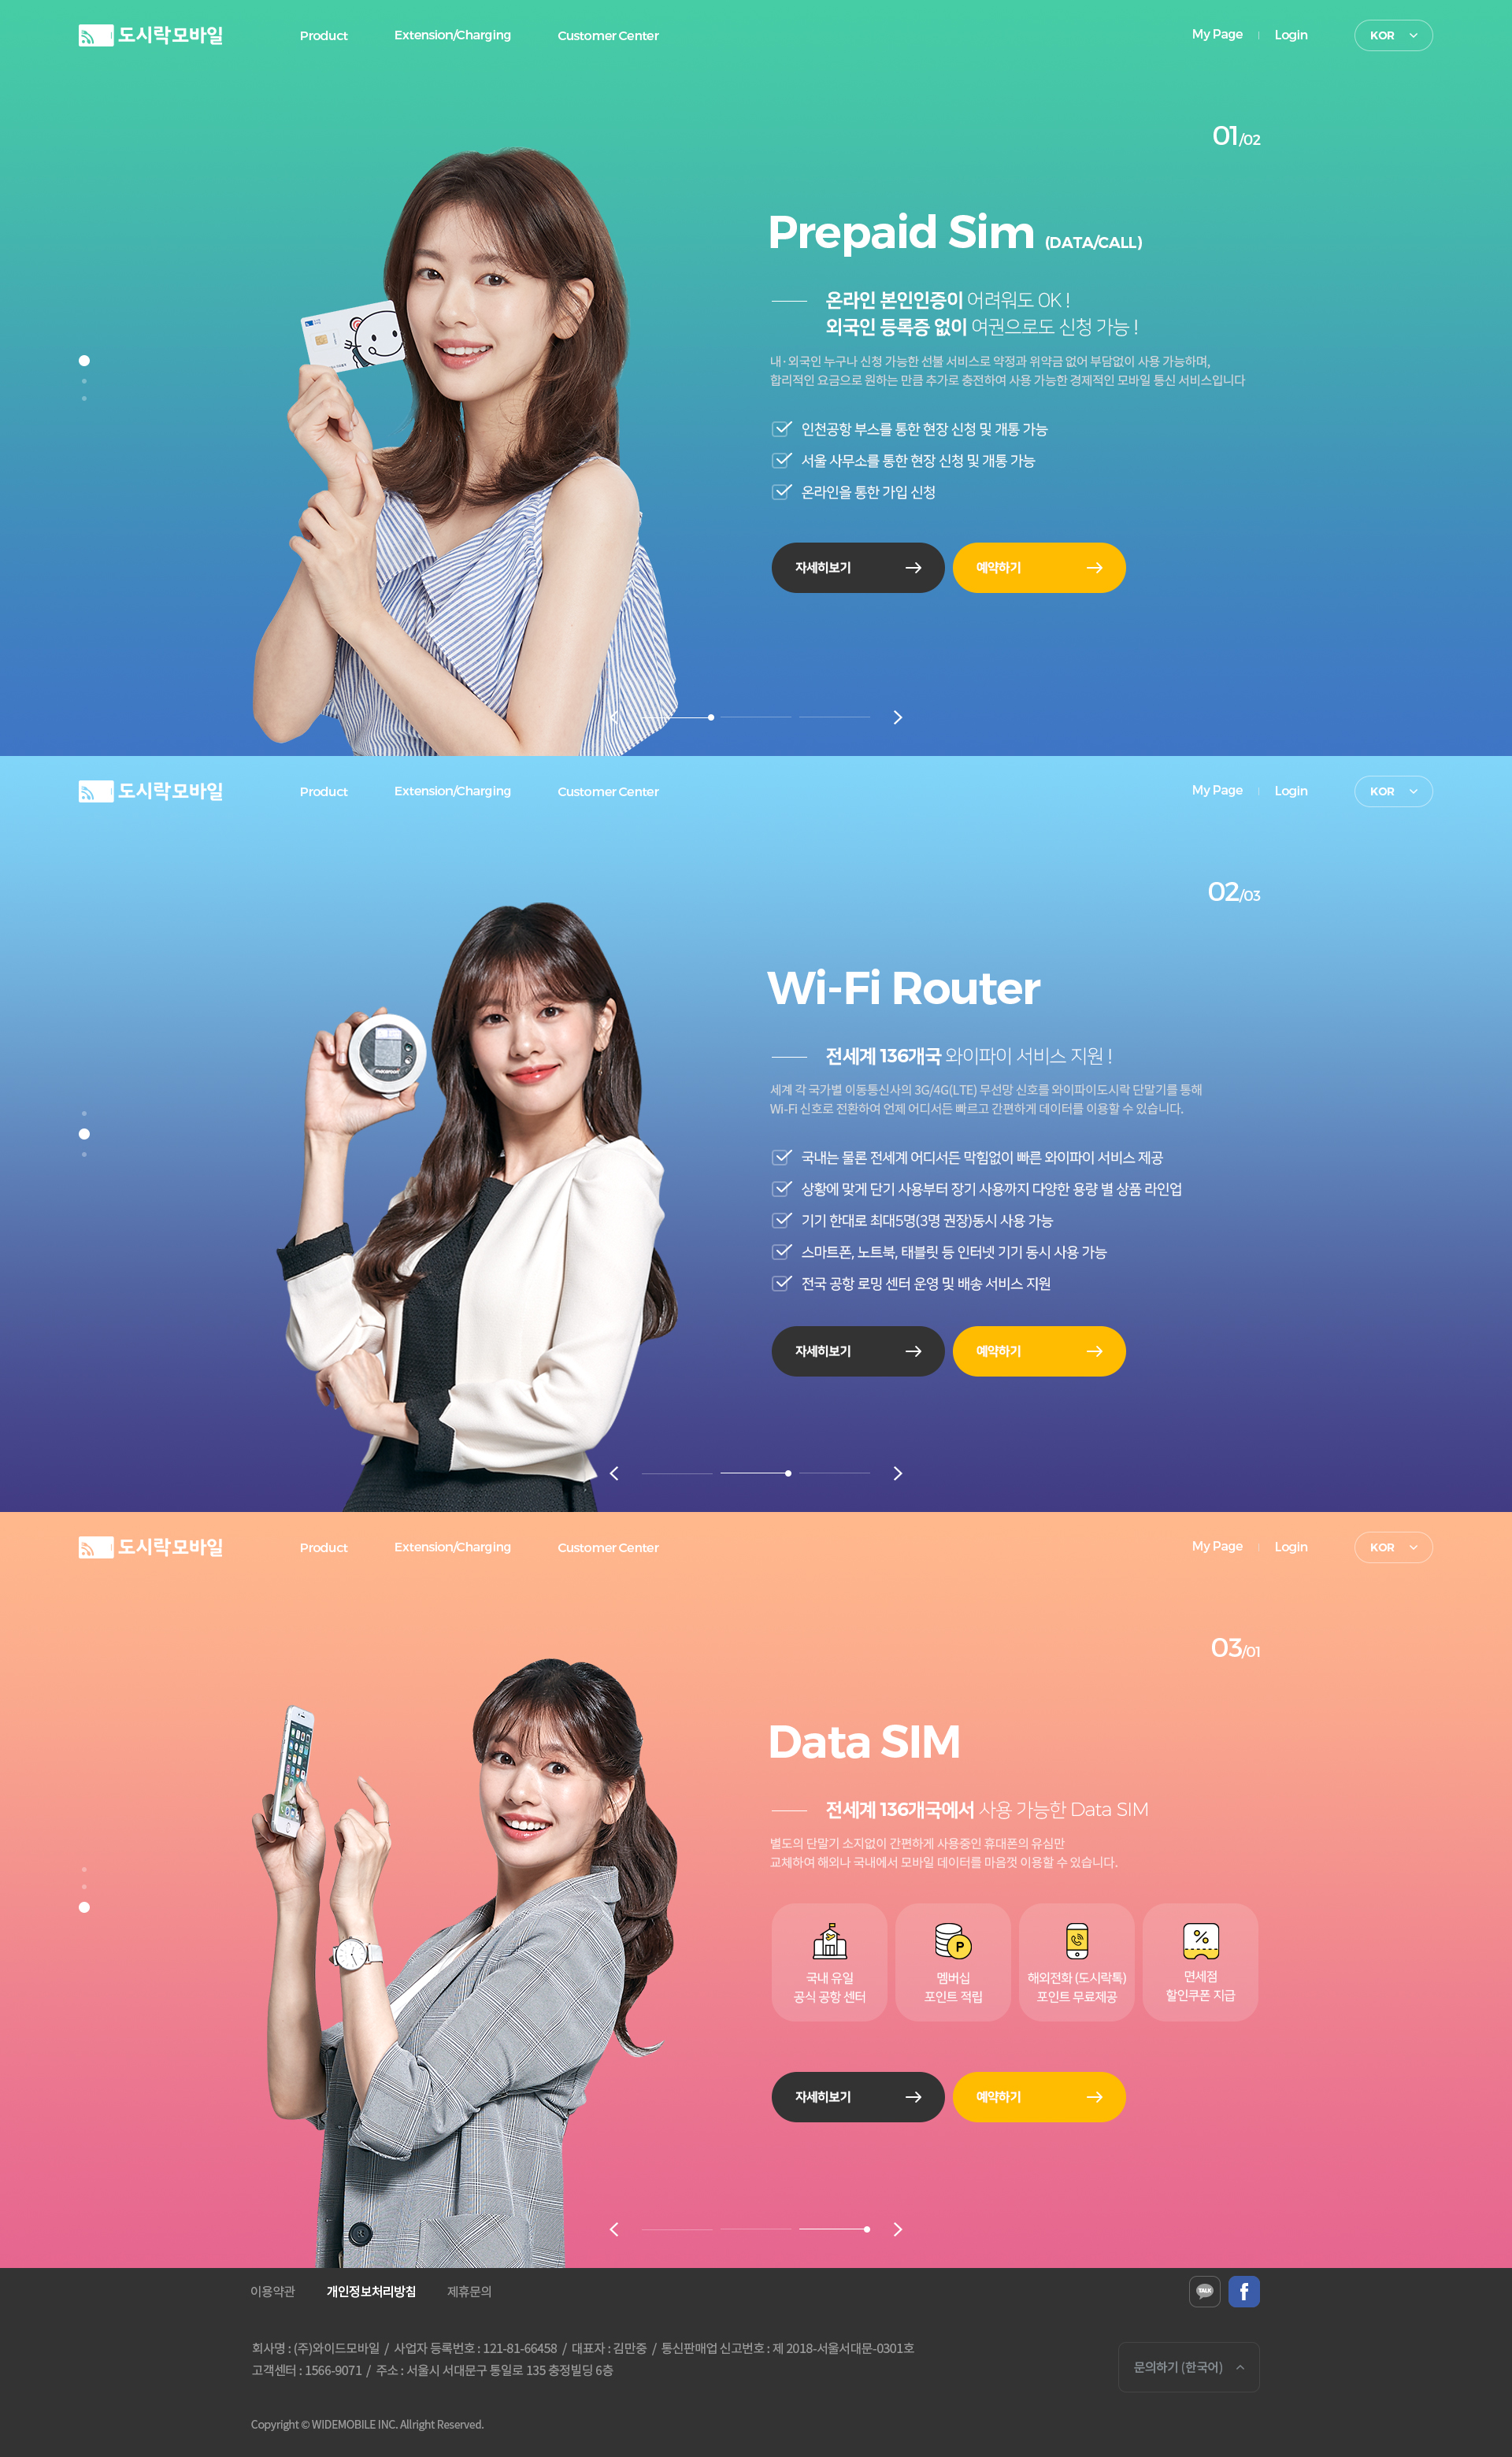 도시락모바일
Product
Extension/Charging
Customer Center
My Page
Login
KOR
01/02
Prepaid Sim (DATA/CALL)
온라인 본인인증이 어려워도 OK !
외국인 등록증 없이 여권으로도 신청 가능 !
내·외국인 누구나 신청 가능한 선불 서비스로 약정과 위약금 없어 부담없이 사용 가능하며,
합리적인 요금으로 원하는 만큼 추가로 충전하여 사용 가능한 경제적인 모바일 통신 서비스입니다
인천공항 부스를 통한 현장 신청 및 개통 가능
서울 사무소를 통한 현장 신청 및 개통 가능
온라인을 통한 가입 신청
자세히보기
예약하기
도시락모바일
Product
Extension/Charging
Customer Center
My Page
Login
KOR
02/03
Wi-Fi Router
전세계 136개국 와이파이 서비스 지원 !
세계 각 국가별 이동통신사의 3G/4G(LTE) 무선망 신호를 와이파이도시락 단말기를 통해
Wi-Fi 신호로 전환하여 언제 어디서든 빠르고 간편하게 데이터를 이용할 수 있습니다.
국내는 물론 전세계 어디서든 막힘없이 빠른 와이파이 서비스 제공
상황에 맞게 단기 사용부터 장기 사용까지 다양한 용량 별 상품 라인업
기기 한대로 최대5명(3명 권장)동시 사용 가능
스마트폰, 노트북, 태블릿 등 인터넷 기기 동시 사용 가능
전국 공항 로밍 센터 운영 및 배송 서비스 지원
자세히보기
예약하기
도시락모바일
Product
Extension/Charging
Customer Center
My Page
Login
KOR
03/01
Data SIM
전세계 136개국에서 사용 가능한 Data SIM
별도의 단말기 소지없이 간편하게 사용중인 휴대폰의 유심만
교체하여 해외나 국내에서 모바일 데이터를 마음껏 이용할 수 있습니다.
국내 유일
공식 공항 센터
P
멤버십
포인트 적립
해외전화 (도시락톡)
포인트 무료제공
%
면세점
할인쿠폰 지급
자세히보기
예약하기
이용약관
개인정보처리방침
제휴문의
TALK
f
회사명 : (주)와이드모바일 / 사업자 등록번호 : 121-81-66458 / 대표자 : 김만중 / 통신판매업 신고번호 : 제 2018-서울서대문-0301호
고객센터 : 1566-9071 / 주소 : 서울시 서대문구 통일로 135 충정빌딩 6층
문의하기 (한국어)
Copyright © WIDEMOBILE INC. Allright Reserved.